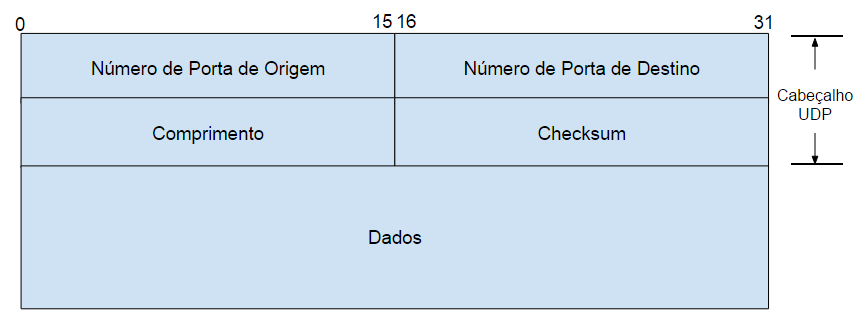 0 15 16 31
Número de Porta de Origem Número de Porta de Destino
Cabeçalho
UDP
Comprimento Checksum
Dados